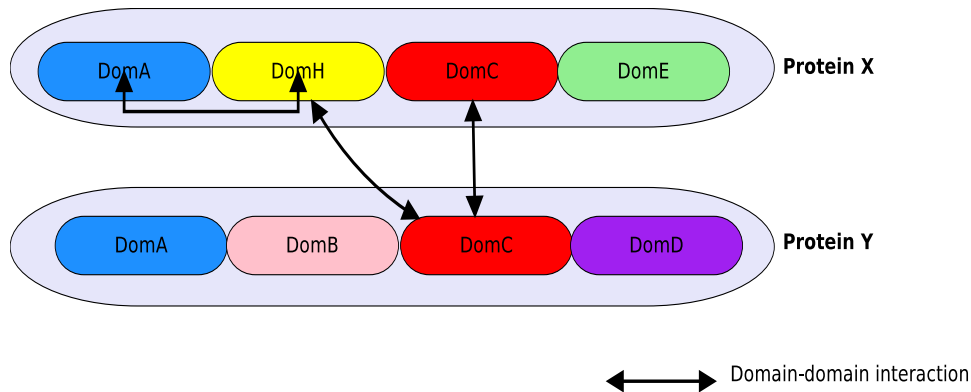 DomA DomH DomC DomE Protein X
DomA DomB DomC DomD Protein Y
Domain-domain interaction